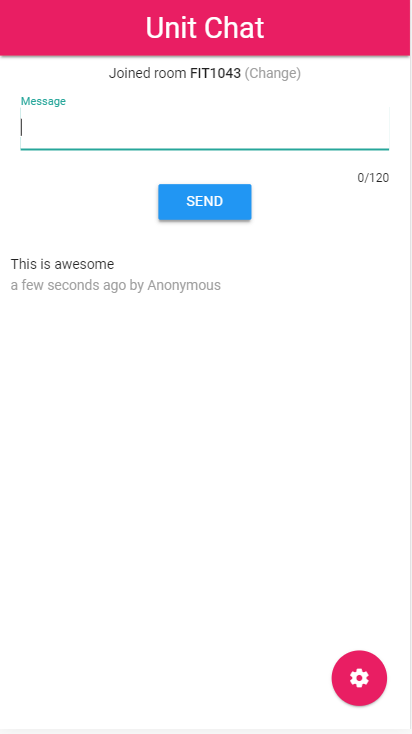 Unit Chat
Joined room FIT1043 (Change)
Message
0/120
SEND
This is awesome
a few seconds ago by Anonymous